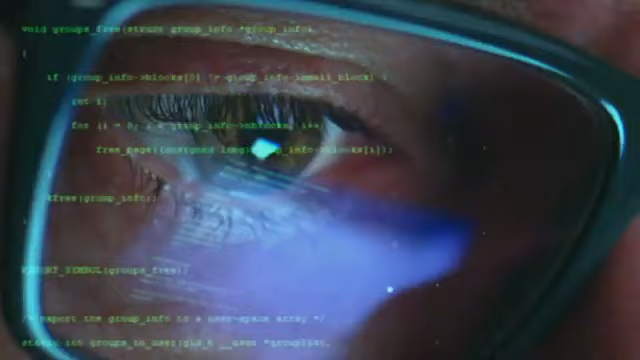 void groups_free(struct group_info *group_info)
{
if (group_info->blocks[0] != group_info->small_block) {
int i;
for (i = 0; i < group_info->nblocks; i++)
free_page((unsigned long)group_info->blocks[i]);
kfree(group_info);
EXPORT_SYMBOL(groups_free);
/* export the group_info to a user-space array */
static int groups_to_user(gid_t __user *grouplist,